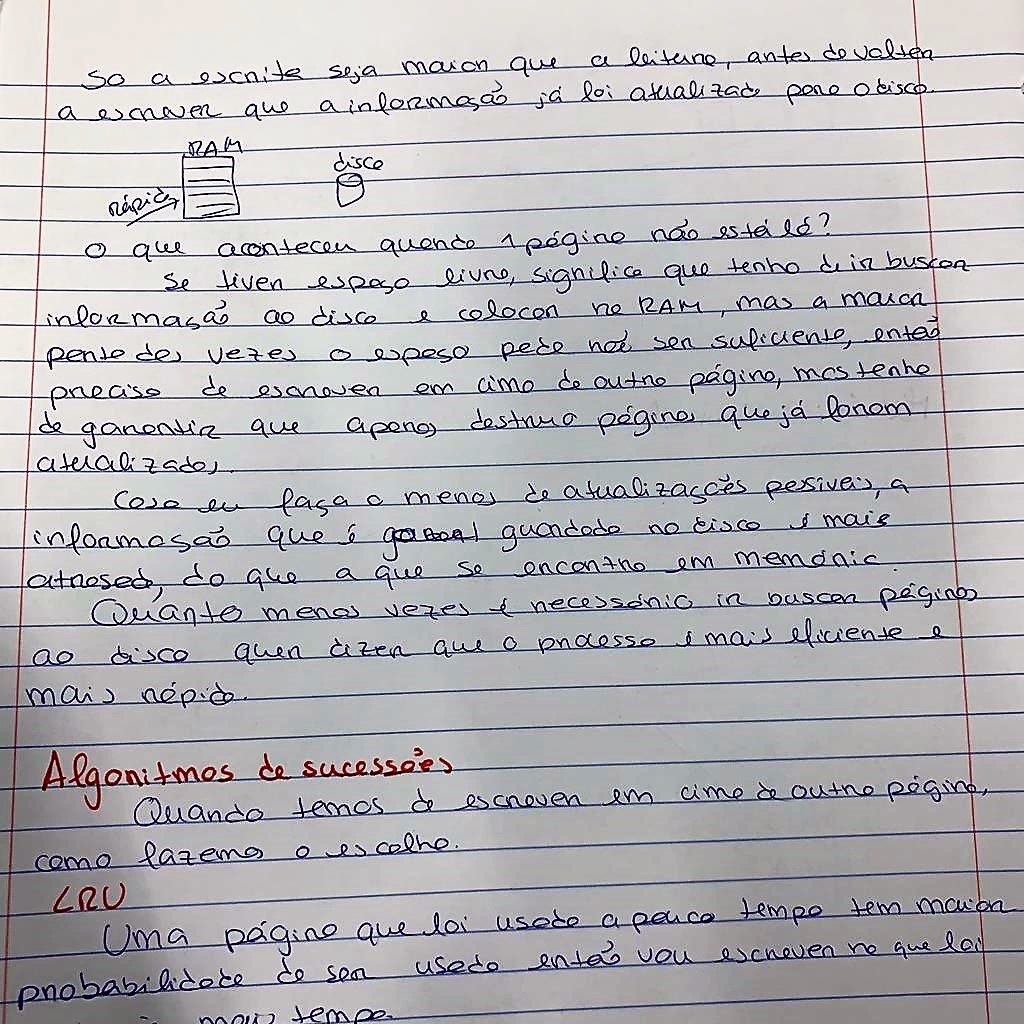 So a escrita seja maior que a leitura, antes de voltar
a escrever que a informação já foi atualizada para o disco.
RAM
disco
rápida
O que aconteceu quando 1 página não está lá?
Se tiver espaço livre, significa que tenho de ir buscar
informação ao disco e colocar na RAM, mas a maior
parte das vezes o espaço pode não ser suficiente, então
preciso de escrever em cima de outra página, mas tenho
de garantir que apenas destruo páginas que já foram
atualizadas.
Caso eu faça o menos de atualizações possiveis, a
informação que é guardada no disco é mais
atrasada, do que a que se encontra em memória.
Quanto menos vezes é necessário ir buscar páginas
ao disco quer dizer que o processo é mais eficiente e
mais rápido.
Algoritmos de sucessões
Quando temos de escrever em cima de outra página,
como fazemos o escolha.
LRU
Uma página que foi usada a pouco tempo tem maior
probabilidade de ser usada então vou escrever na que foi
mais tempo.